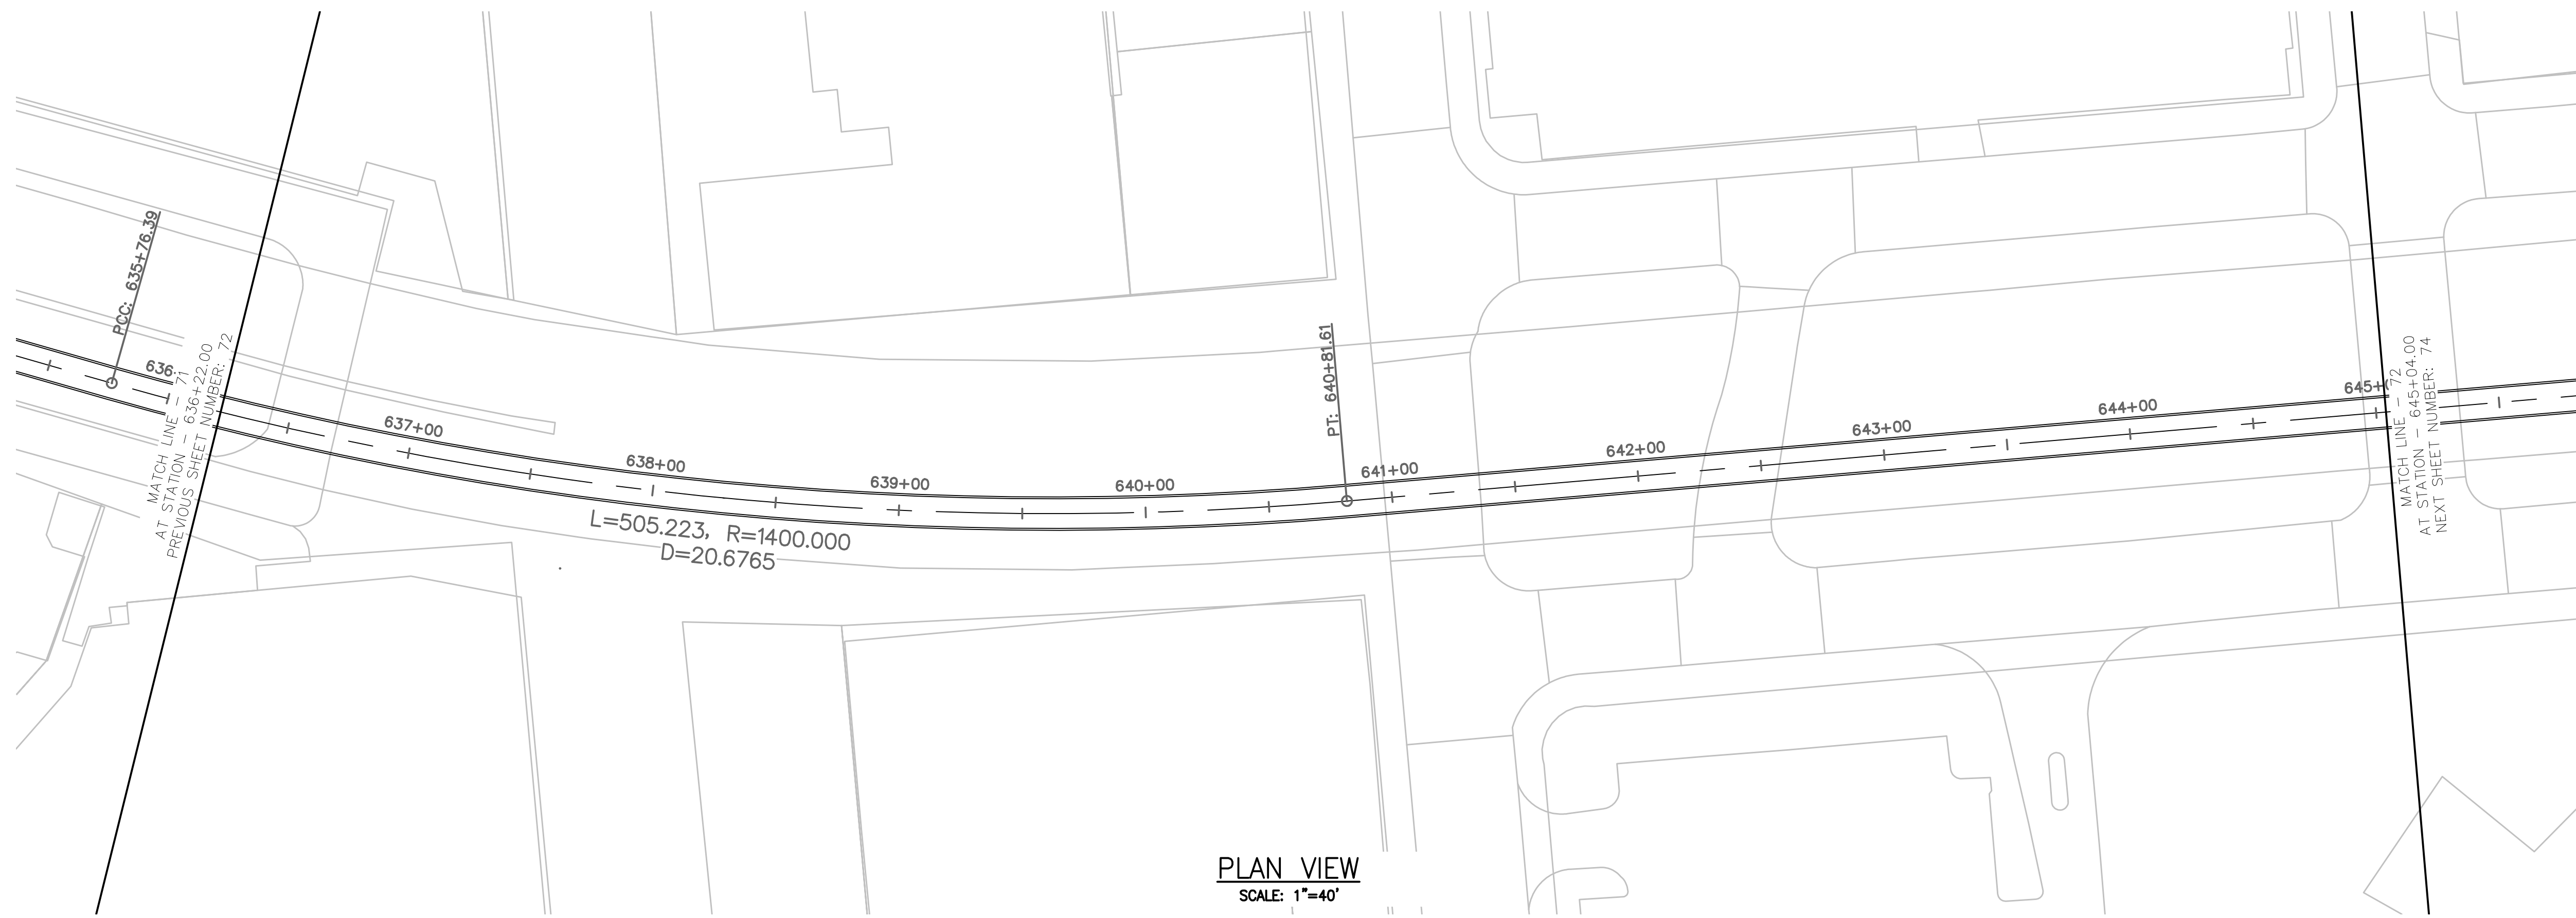 PCC: 635+76.39
636
MATCH LINE - 71
AT STATION - 636+22.00
PREVIOUS SHEET NUMBER: 72
637+00
638+00
639+00
640+00
L=505.223, R=1400.000
D=20.6765
PT: 640+81.61
641+00
642+00
643+00
644+00
645+
MATCH LINE - 72
AT STATION - 645+04.00
NEXT SHEET NUMBER: 74
PLAN VIEW
SCALE: 1"=40'